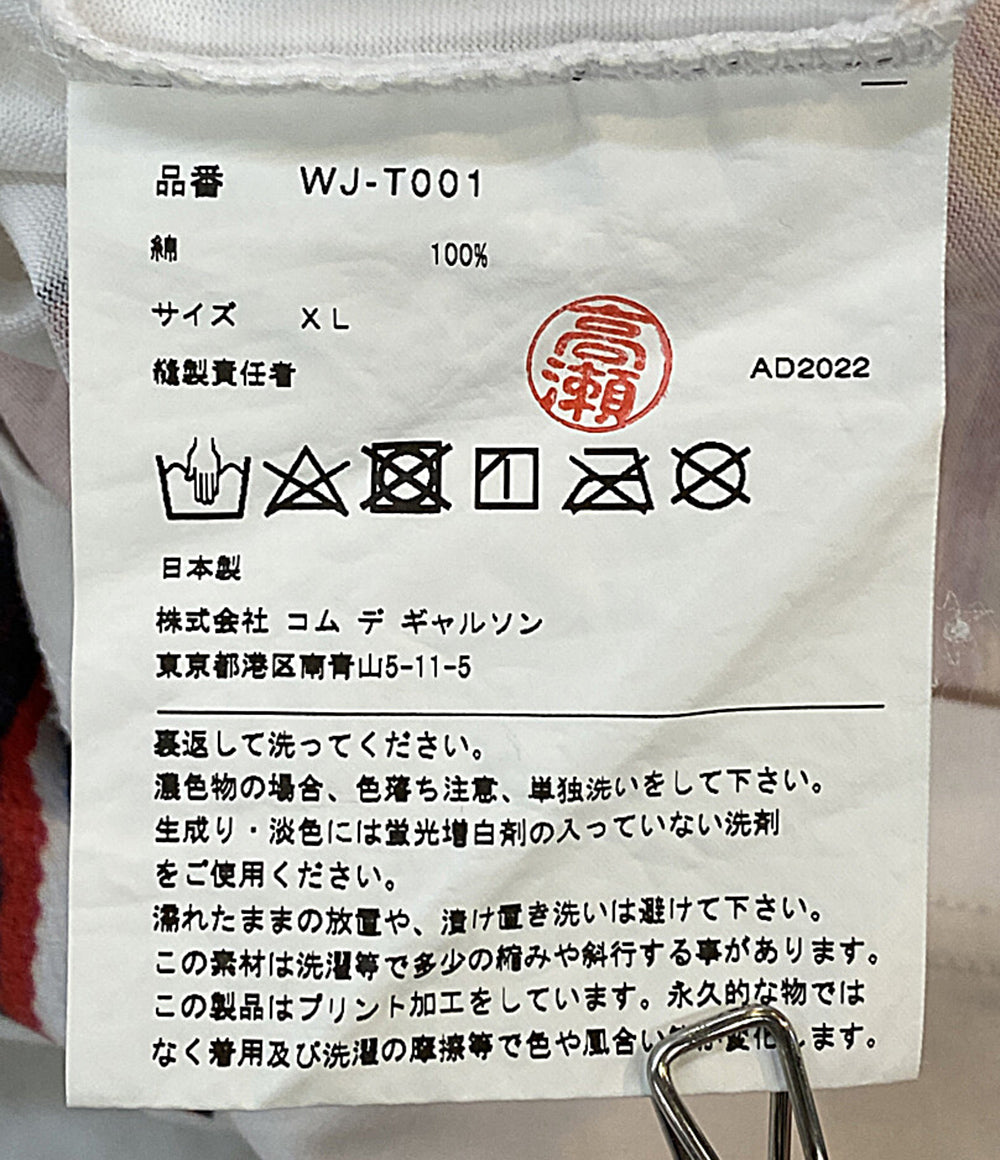 品番 WJ-T001
綿 100%
サイズ XL
縫製責任者 高瀬 AD2022
日本製
株式会社 コム デ ギャルソン
東京都港区南青山5-11-5
裏返して洗ってください。
濃色物の場合、色落ち注意、単独洗いをして下さい。
生成り・淡色には蛍光増白剤の入っていない洗剤
をご使用ください。
濡れたままの放置や、漬け置き洗いは避けて下さい。
この素材は洗濯等で多少の縮みや斜行する事があります。
この製品はプリント加工をしています。永久的な物では
なく着用及び洗濯の摩擦等で色や風合い変化します。